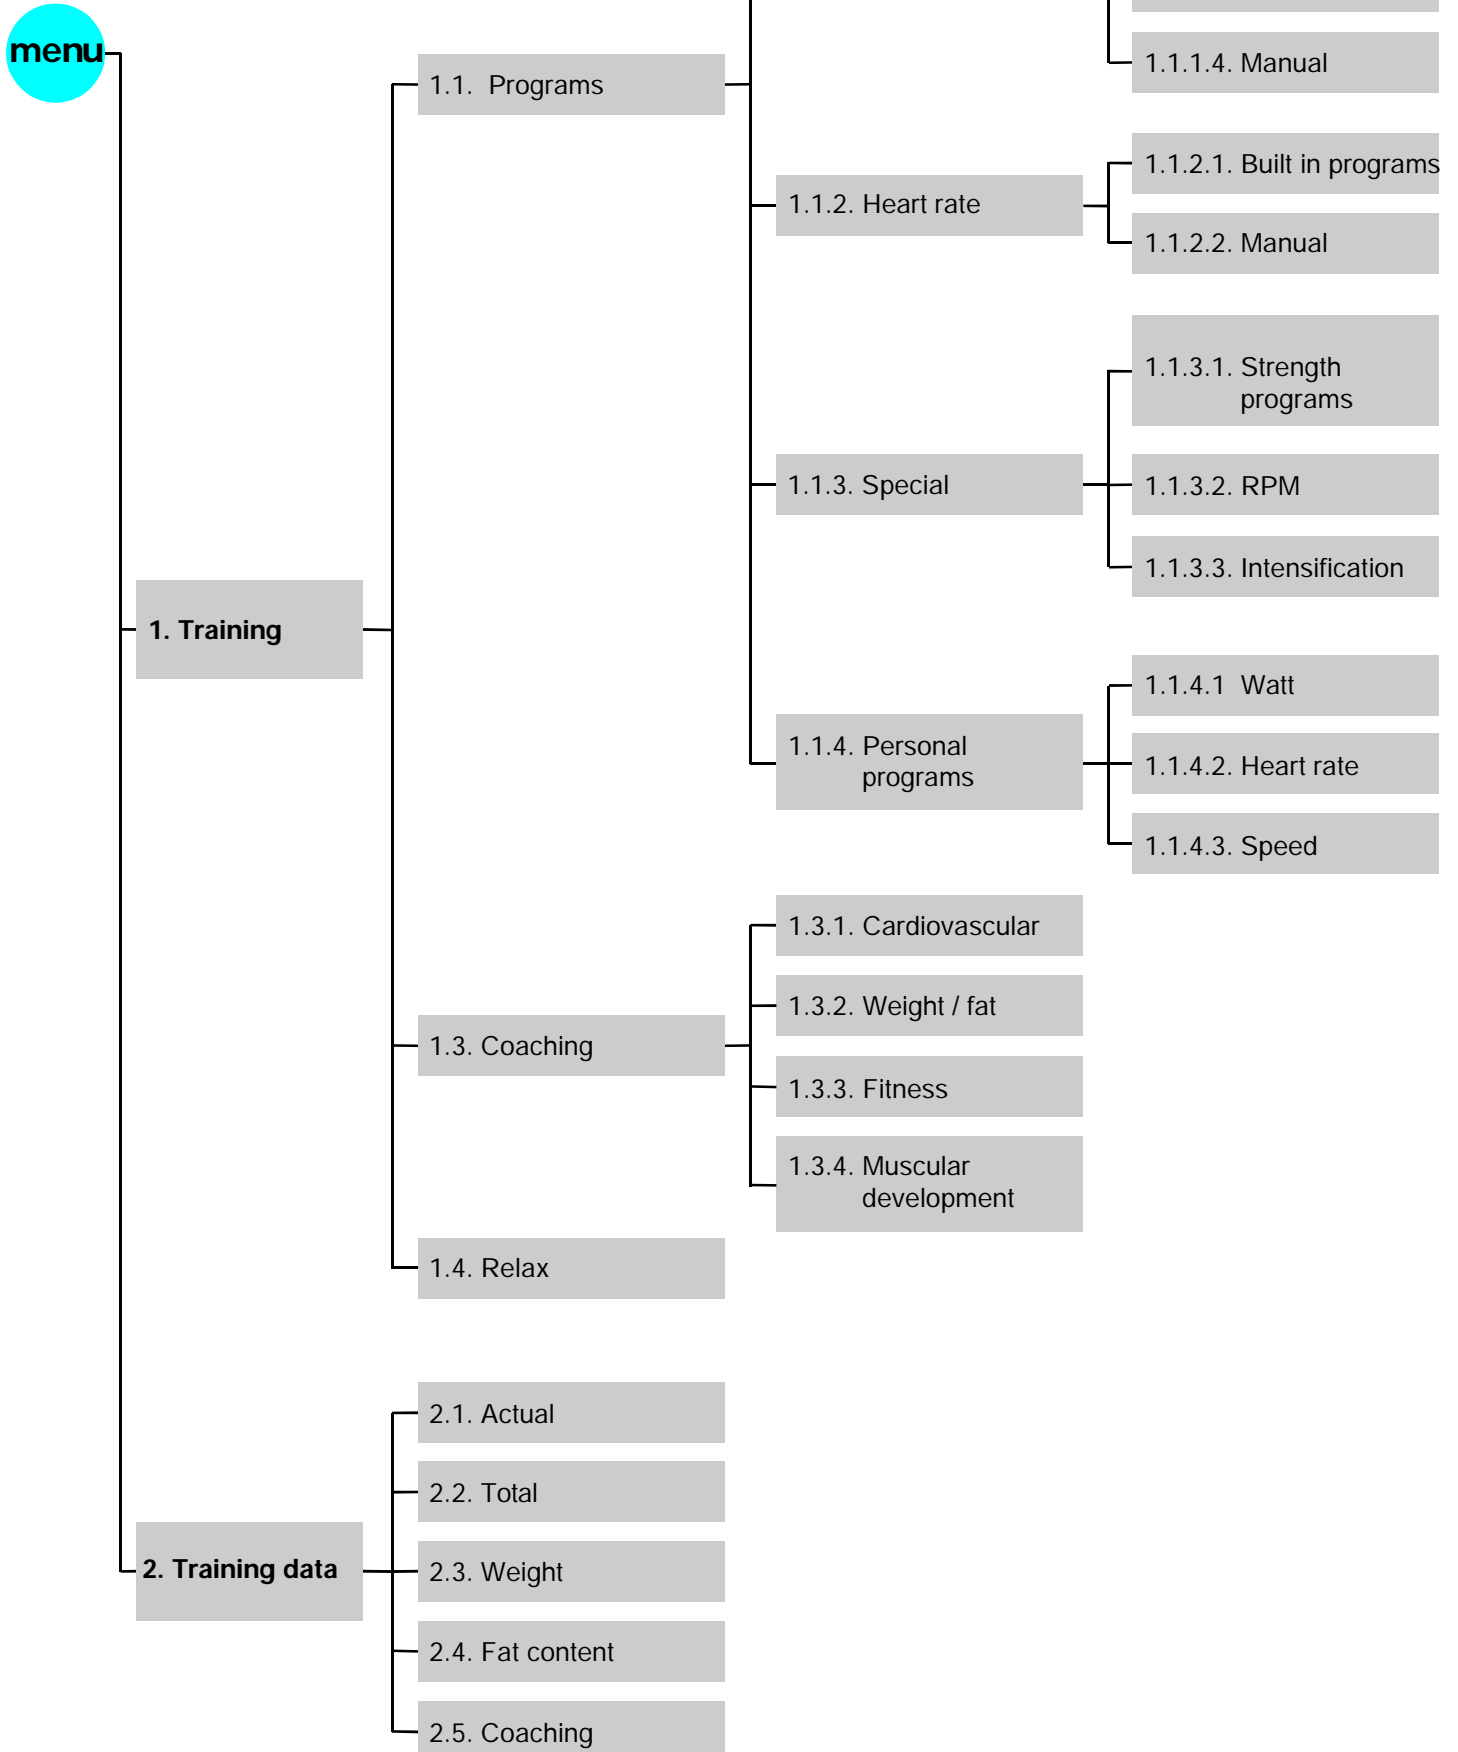 menu
1.1.1.4. Manual
1.1. Programs
1.1.2.1. Built in programs
1.1.2. Heart rate
1.1.2.2. Manual
1.1.3.1. Strength
programs
1.1.3. Special
1.1.3.2. RPM
1.1.3.3. Intensification
1. Training
1.1.4.1 Watt
1.1.4. Personal
programs
1.1.4.2. Heart rate
1.1.4.3. Speed
1.3.1. Cardiovascular
1.3.2. Weight / fat
1.3. Coaching
1.3.3. Fitness
1.3.4. Muscular
development
1.4. Relax
2.1. Actual
2.2. Total
2. Training data
2.3. Weight
2.4. Fat content
2.5. Coaching